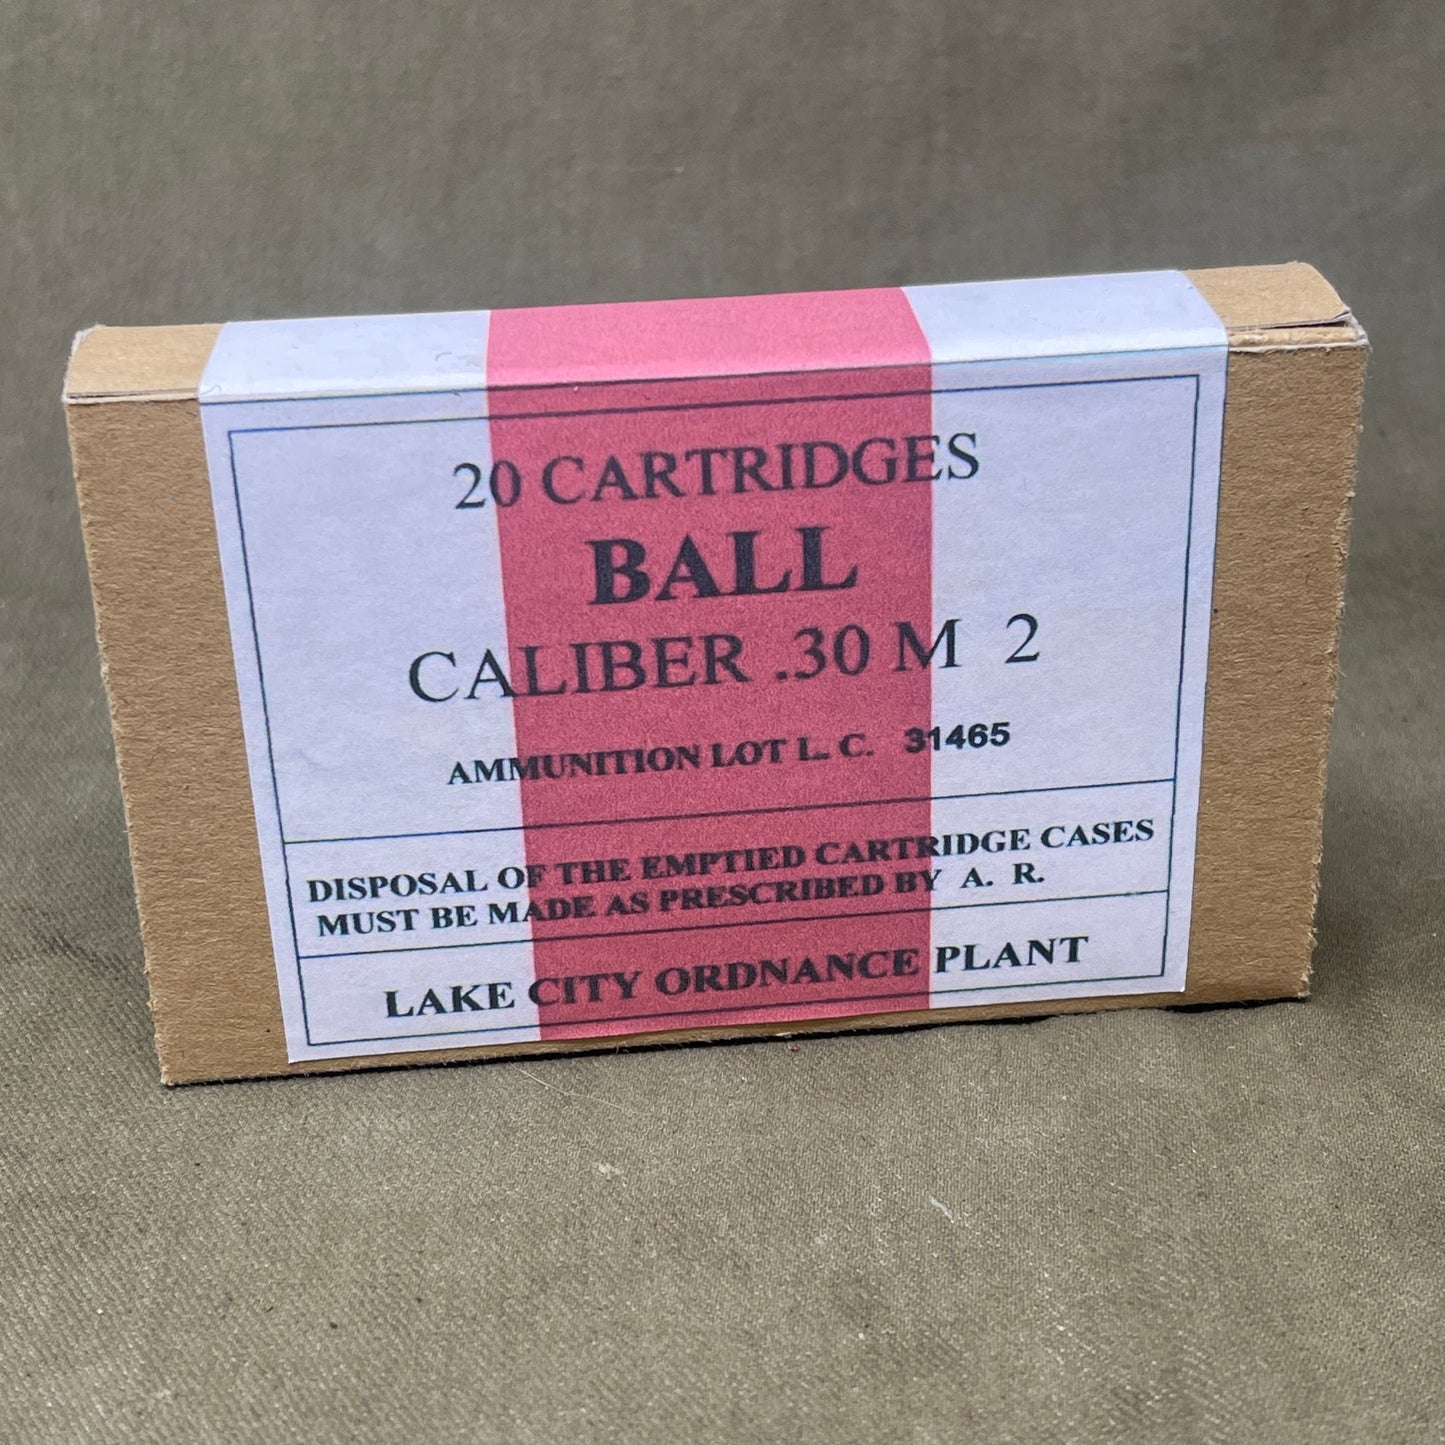 20 CARTRIDGES
BALL
CALIBER .30 M 2
AMMUNITION LOT L. C. 31465
DISPOSAL OF THE EMPTIED CARTRIDGE CASES
MUST BE MADE AS PRESCRIBED BY A. R.
LAKE CITY ORDNANCE PLANT